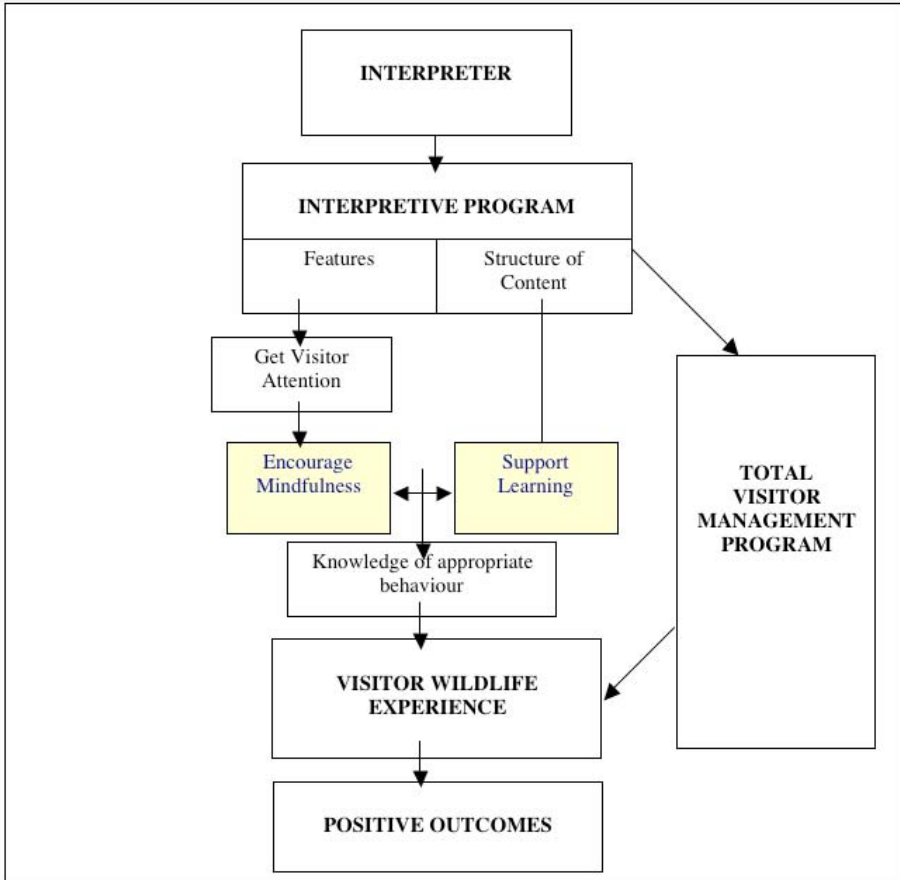 INTERPRETER
INTERPRETIVE PROGRAM
Features
Structure of
Content
Get Visitor
Attention
Encourage
Mindfulness
Support
Learning
TOTAL
VISITOR
MANAGEMENT
PROGRAM
Knowledge of appropriate
behaviour
VISITOR WILDLIFE
EXPERIENCE
POSITIVE OUTCOMES